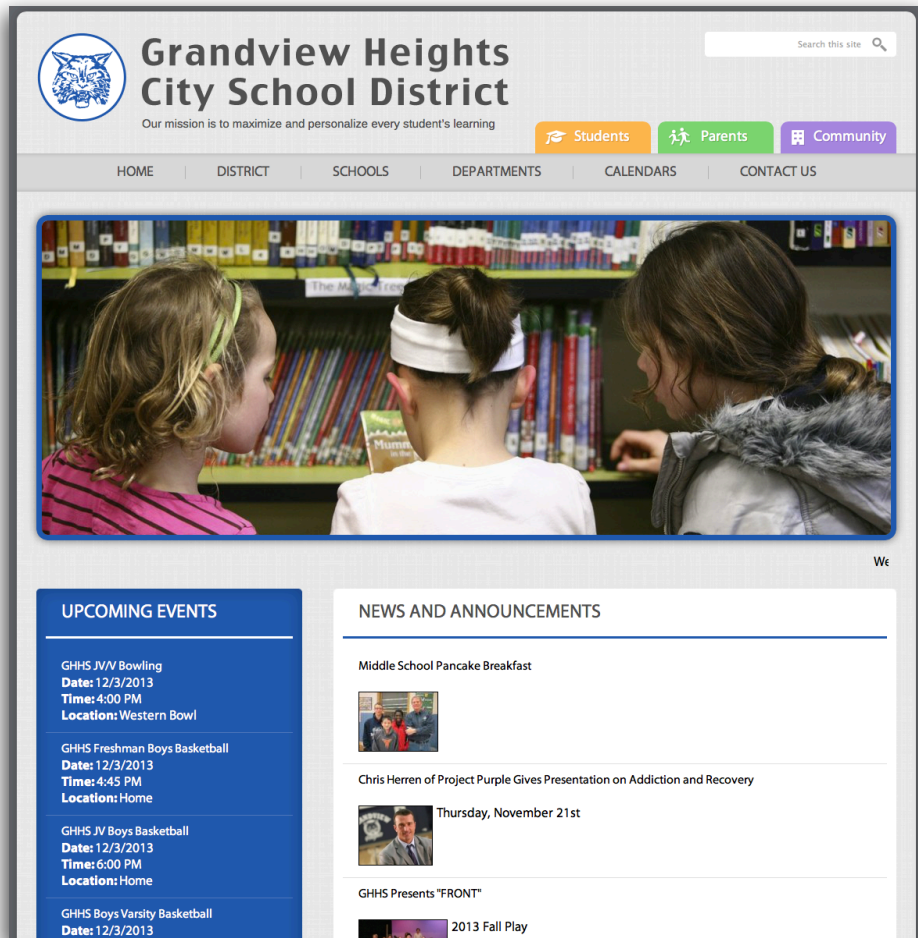 Grandview Heights
City School District
Our mission is to maximize and personalize every student's learning
Search this site
Students
Parents
Community
HOME
DISTRICT
SCHOOLS
DEPARTMENTS
CALENDARS
CONTACT US
The Magic Tree
Mumm
in the
We
UPCOMING EVENTS
GHHS JV/V Bowling
Date: 12/3/2013
Time: 4:00 PM
Location: Western Bowl
GHHS Freshman Boys Basketball
Date: 12/3/2013
Time: 4:45 PM
Location: Home
GHHS JV Boys Basketball
Date: 12/3/2013
Time: 6:00 PM
Location: Home
GHHS Boys Varsity Basketball
Date: 12/3/2013
NEWS AND ANNOUNCEMENTS
Middle School Pancake Breakfast
Chris Herren of Project Purple Gives Presentation on Addiction and Recovery
Thursday, November 21st
GHHS Presents "FRONT"
2013 Fall Play